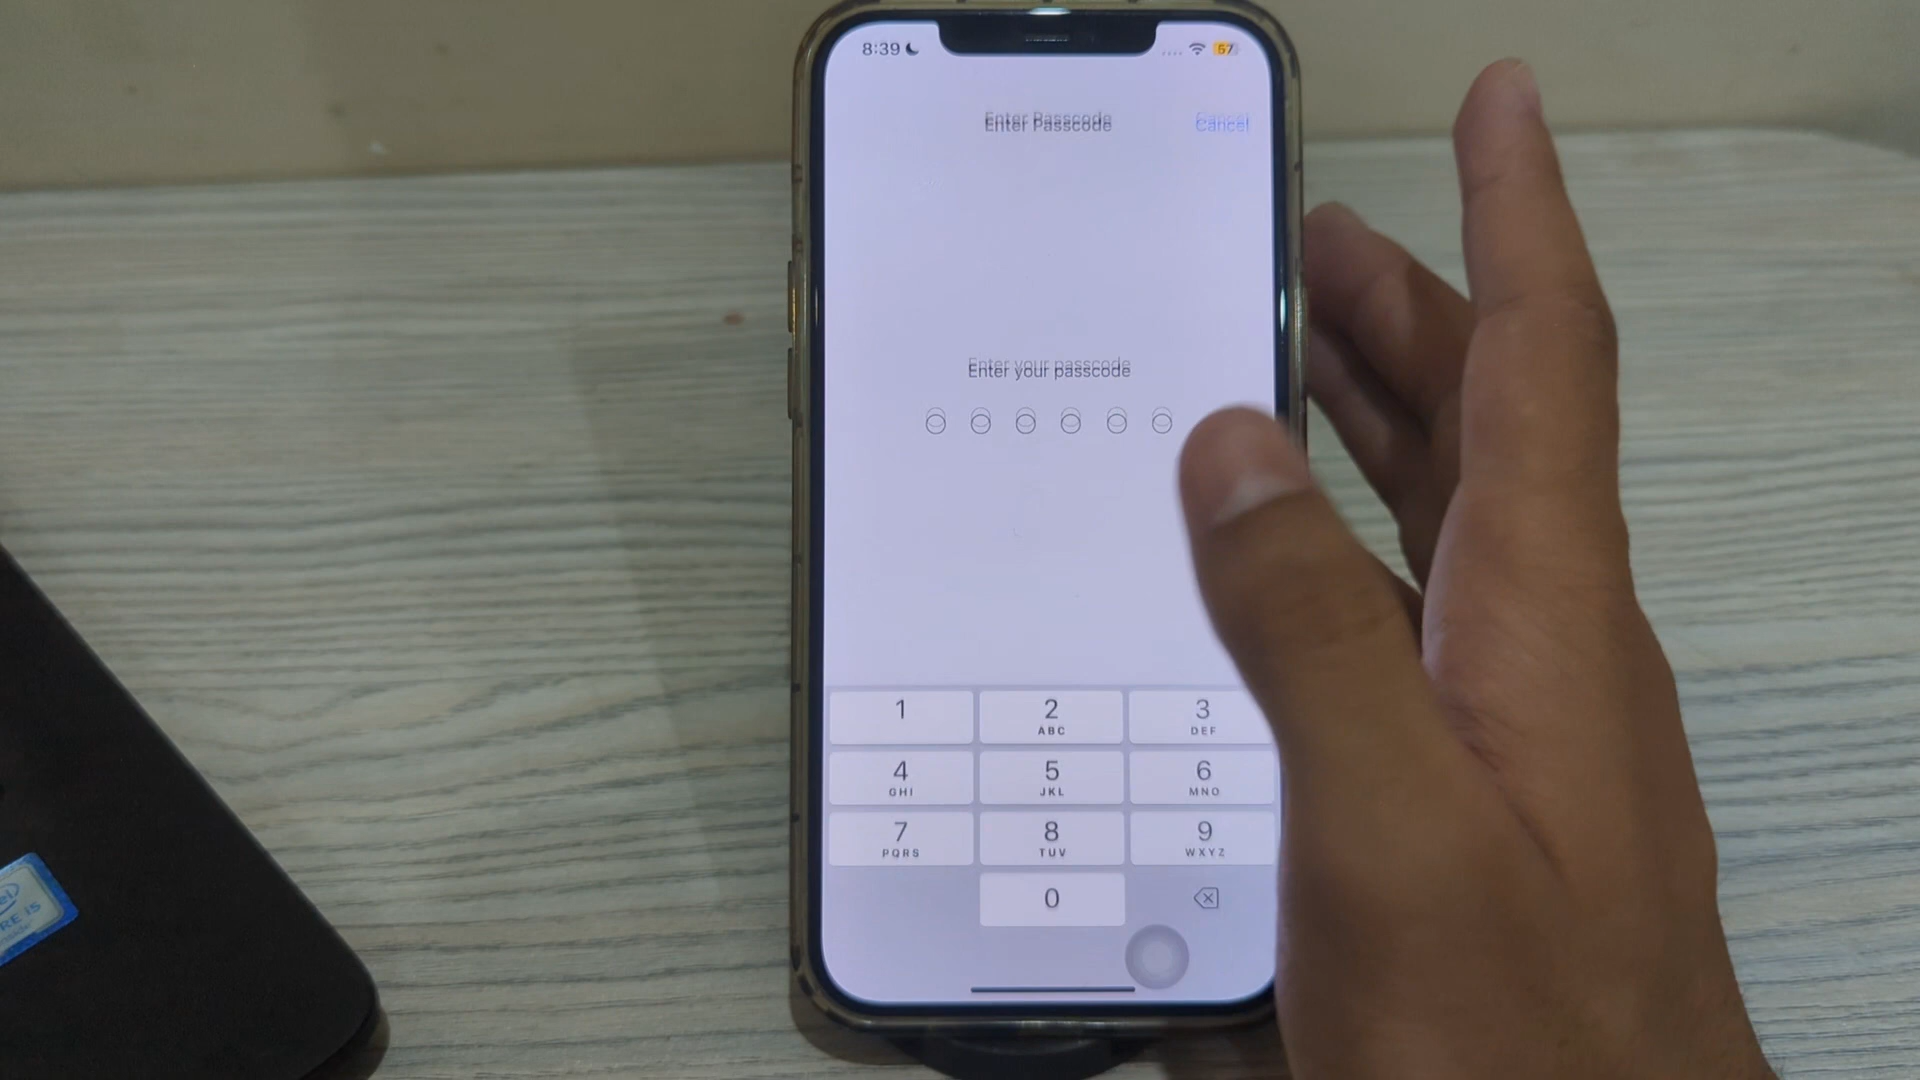 8:39
57
Enter Passcode
Cancel
Enter your passcode
1
2
ABC
3
DEF
4
GHI
5
JKL
6
MNO
7
PQRS
8
TUV
9
WXYZ
0